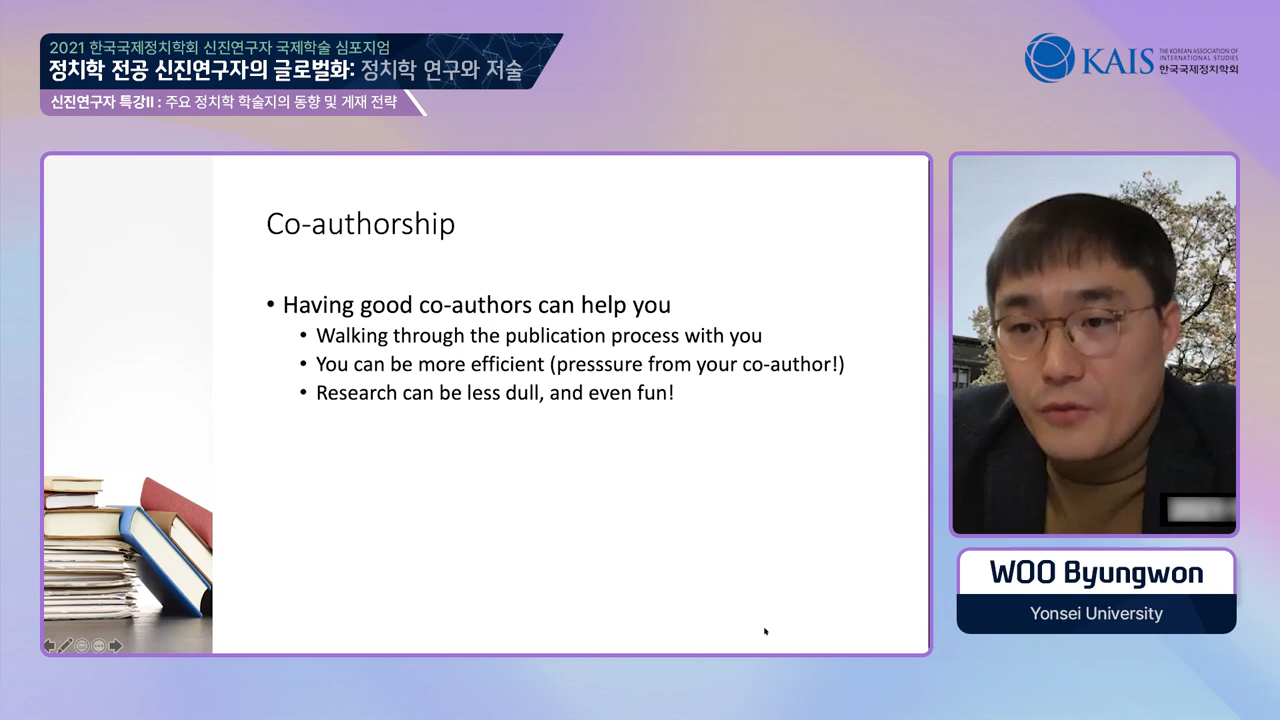 2021 한국국제정치학회 신진연구자 국제학술 심포지엄
정치학 전공 신진연구자의 글로벌화: 정치학 연구와 저술
신진연구자 특강II : 주요 정치학 학술지의 동향 및 게재 전략
KAIS
THE KOREAN ASSOCIATION OF
INTERNATIONAL STUDIES
한국국제정치학회
Co-authorship
• Having good co-authors can help you
• Walking through the publication process with you
• You can be more efficient (presssure from your co-author!)
• Research can be less dull, and even fun!
WOO Byungwon
Yonsei University